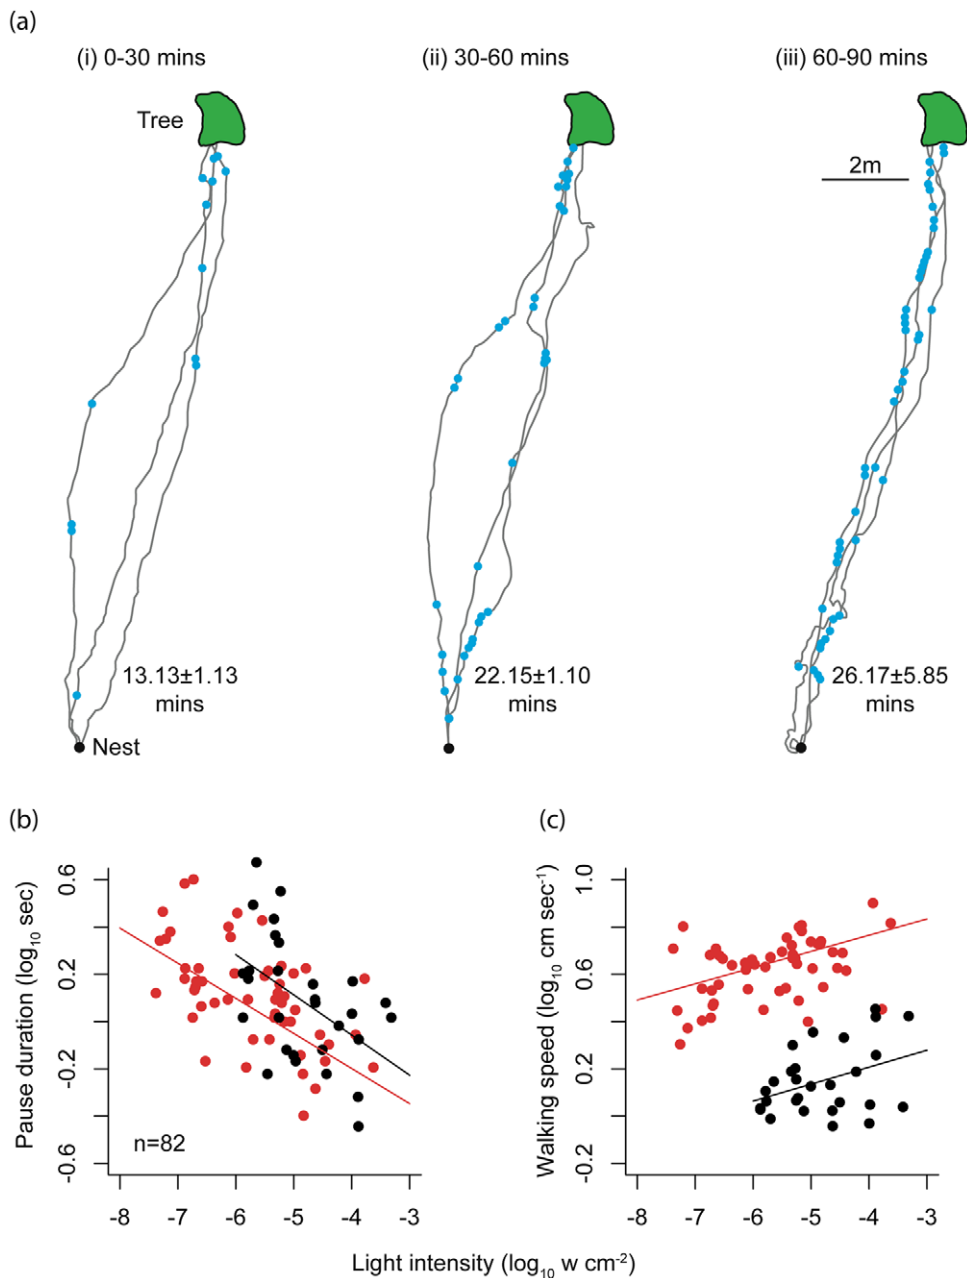 (a)
(i) 0-30 mins
(ii) 30-60 mins
(iii) 60-90 mins
Tree
2m
13.13±1.13
mins
22.15±1.10
mins
26.17±5.85
mins
Nest
(b)
(c)
Pause duration (log10 sec)
0.6
0.2
-0.2
-0.6
n=82
-8 -7 -6 -5 -4 -3
Walking speed (log10 cm sec-1)
1.0
0.6
0.2
-0.2
-8 -7 -6 -5 -4 -3
Light intensity (log10 w cm-2)